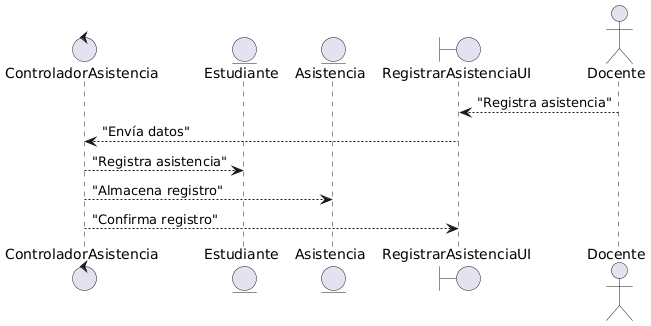 ControladorAsistencia Estudiante Asistencia RegistrarAsistenciaUI Docente
"Registra asistencia"
"Envía datos"
"Registra asistencia"
"Almacena registro"
"Confirma registro"
ControladorAsistencia Estudiante Asistencia RegistrarAsistenciaUI Docente